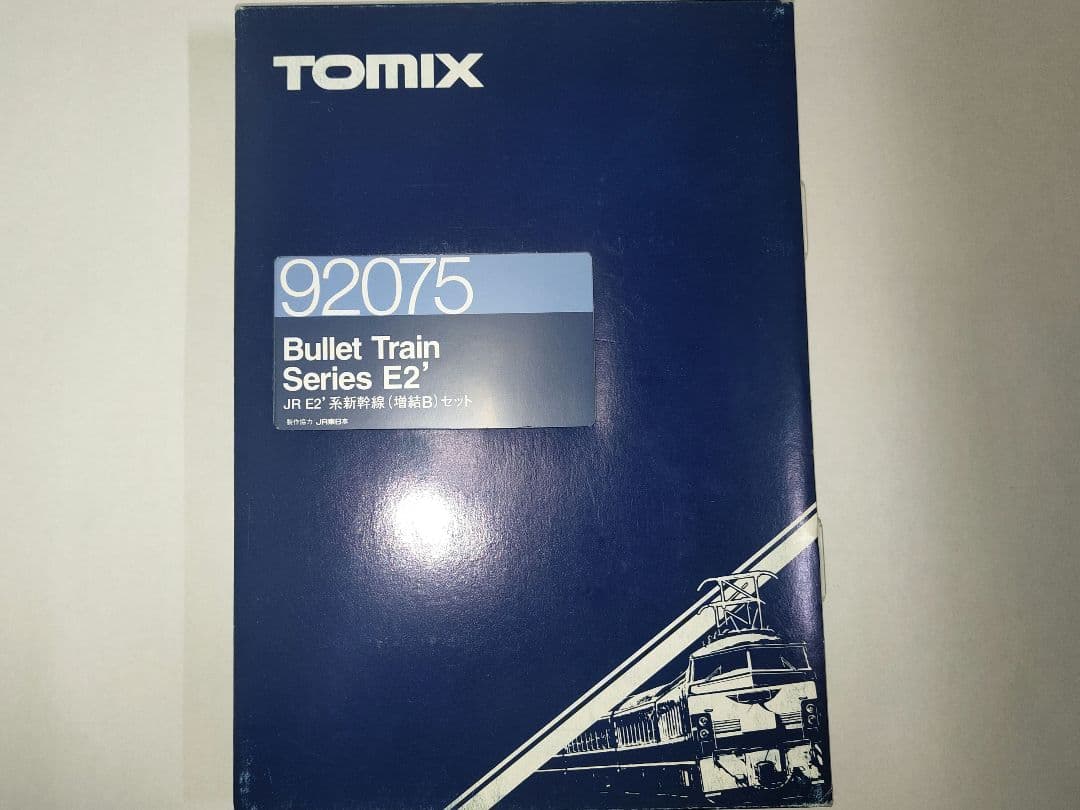 TOMIX
92075
Bullet Train
Series E2'
JR E2'系新幹線(増結B)セット
製作協力 JR東日本